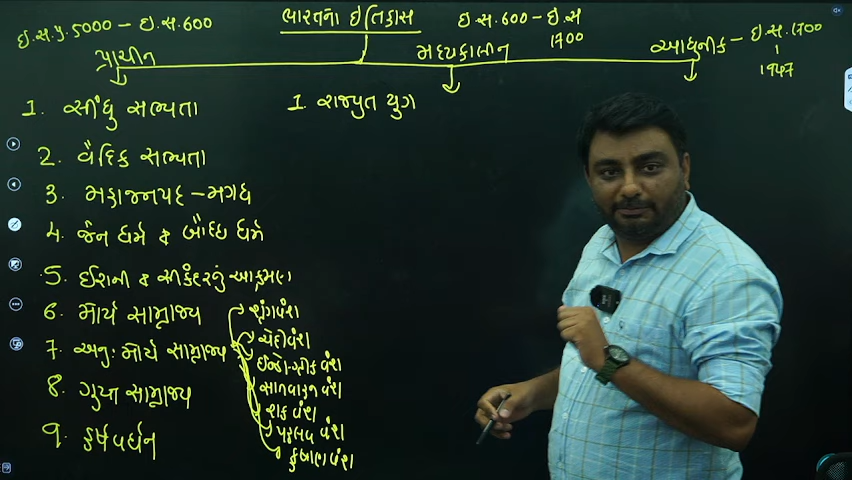 ભારતનો ઇતિહાસ
ઇ.સ.પૂ.5000 – ઇ.સ.600
પ્રાચીન
ઇ.સ.600 – ઇ.સ
1700
મધ્યકાલીન
આધુનીક – ઇ.સ.1700
1947
1. સીંધુ સભ્યતા
2. વૈદિક સભ્યતા
3. મહાજનપદ – મગધ
4. જૈન ધર્મ & બૌધ્ધ ધર્મ
5. ઈરાની & સીકંદરનું આક્રમણ
6. મૌર્ય સામ્રાજ્ય
7. અનુ: મૌર્ય સામ્રાજ્ય
8. ગુપ્ત સામ્રાજ્ય
9. હર્ષવર્ધન
શૃંગવંશ
ચેદીવંશ
ઈન્ડો-ગ્રીક વંશ
સાતવાહન વંશ
શક વંશ
પહલવ વંશ
કુષાણ વંશ
1. રાજપુત યુગ